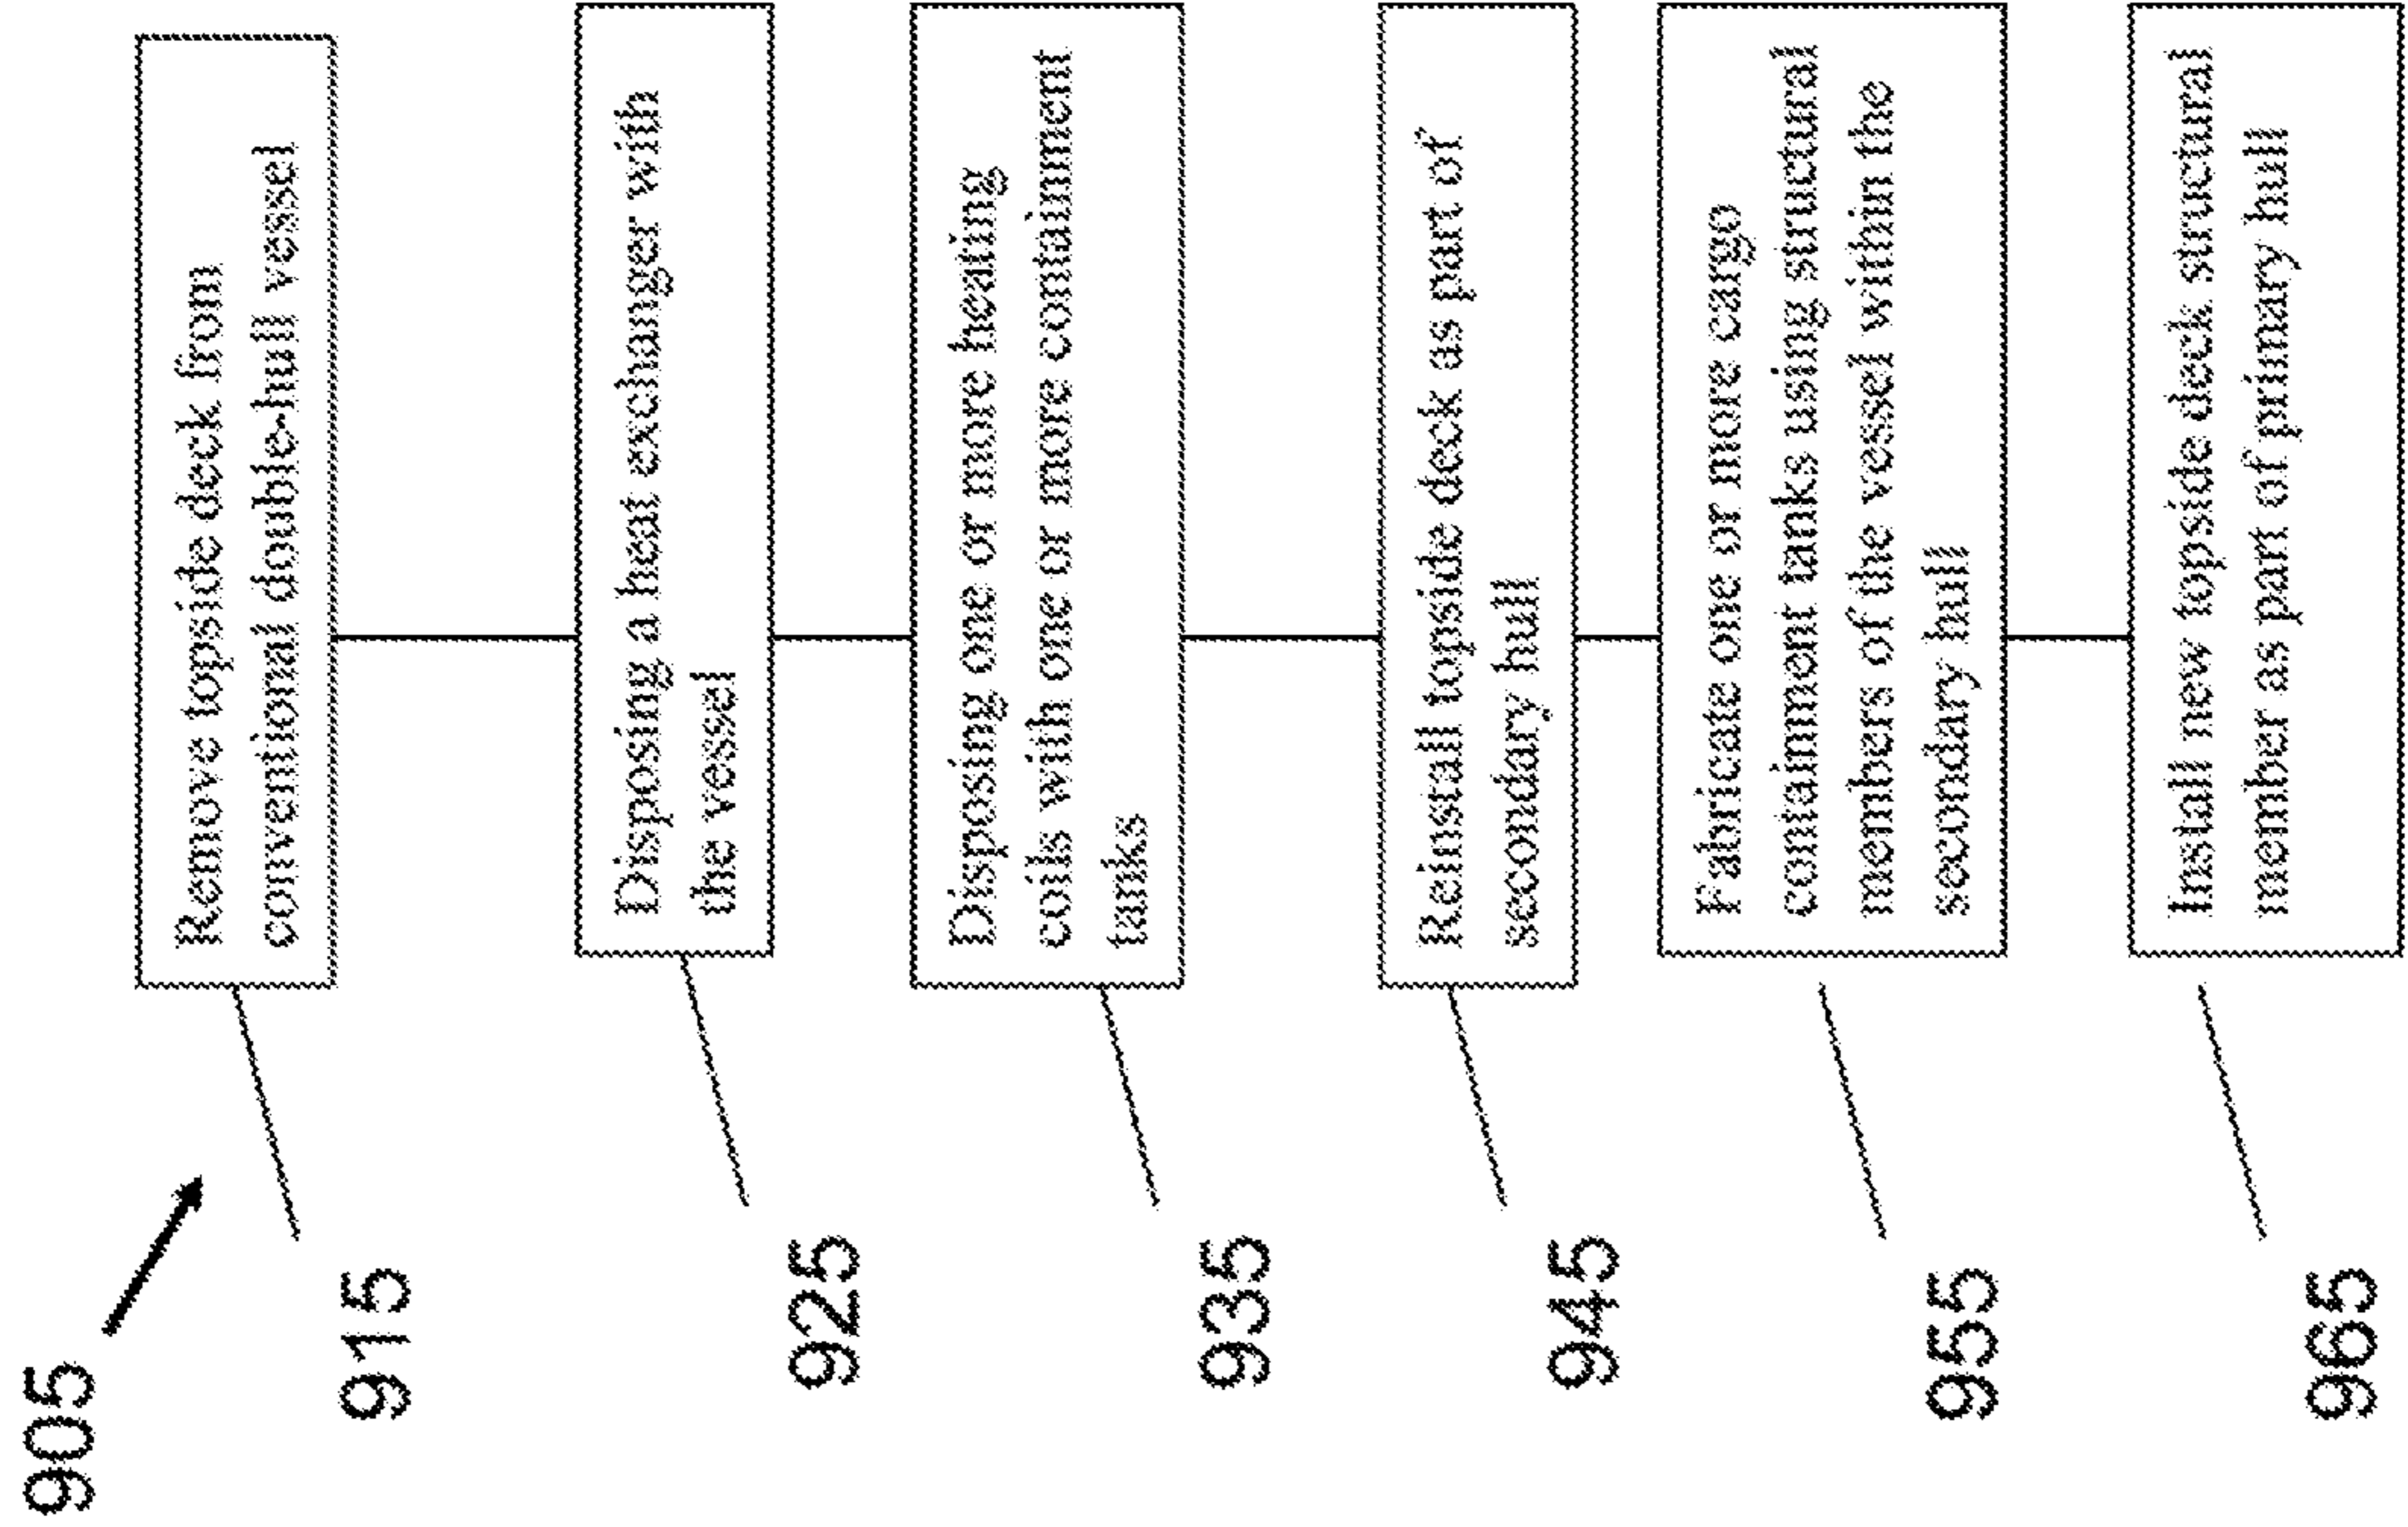 905
915
Remove topside deck from
conventional double-hull vessel
925
Disposing a heat exchanger with
the vessel
935
Disposing one or more heating
coils with one or more containment
tanks
945
Reinstall topside deck as part of
secondary hull
955
Fabricate one or more cargo
containment tanks using structural
members of the vessel within the
secondary hull
965
Install new topside deck structural
member as part of primary hull